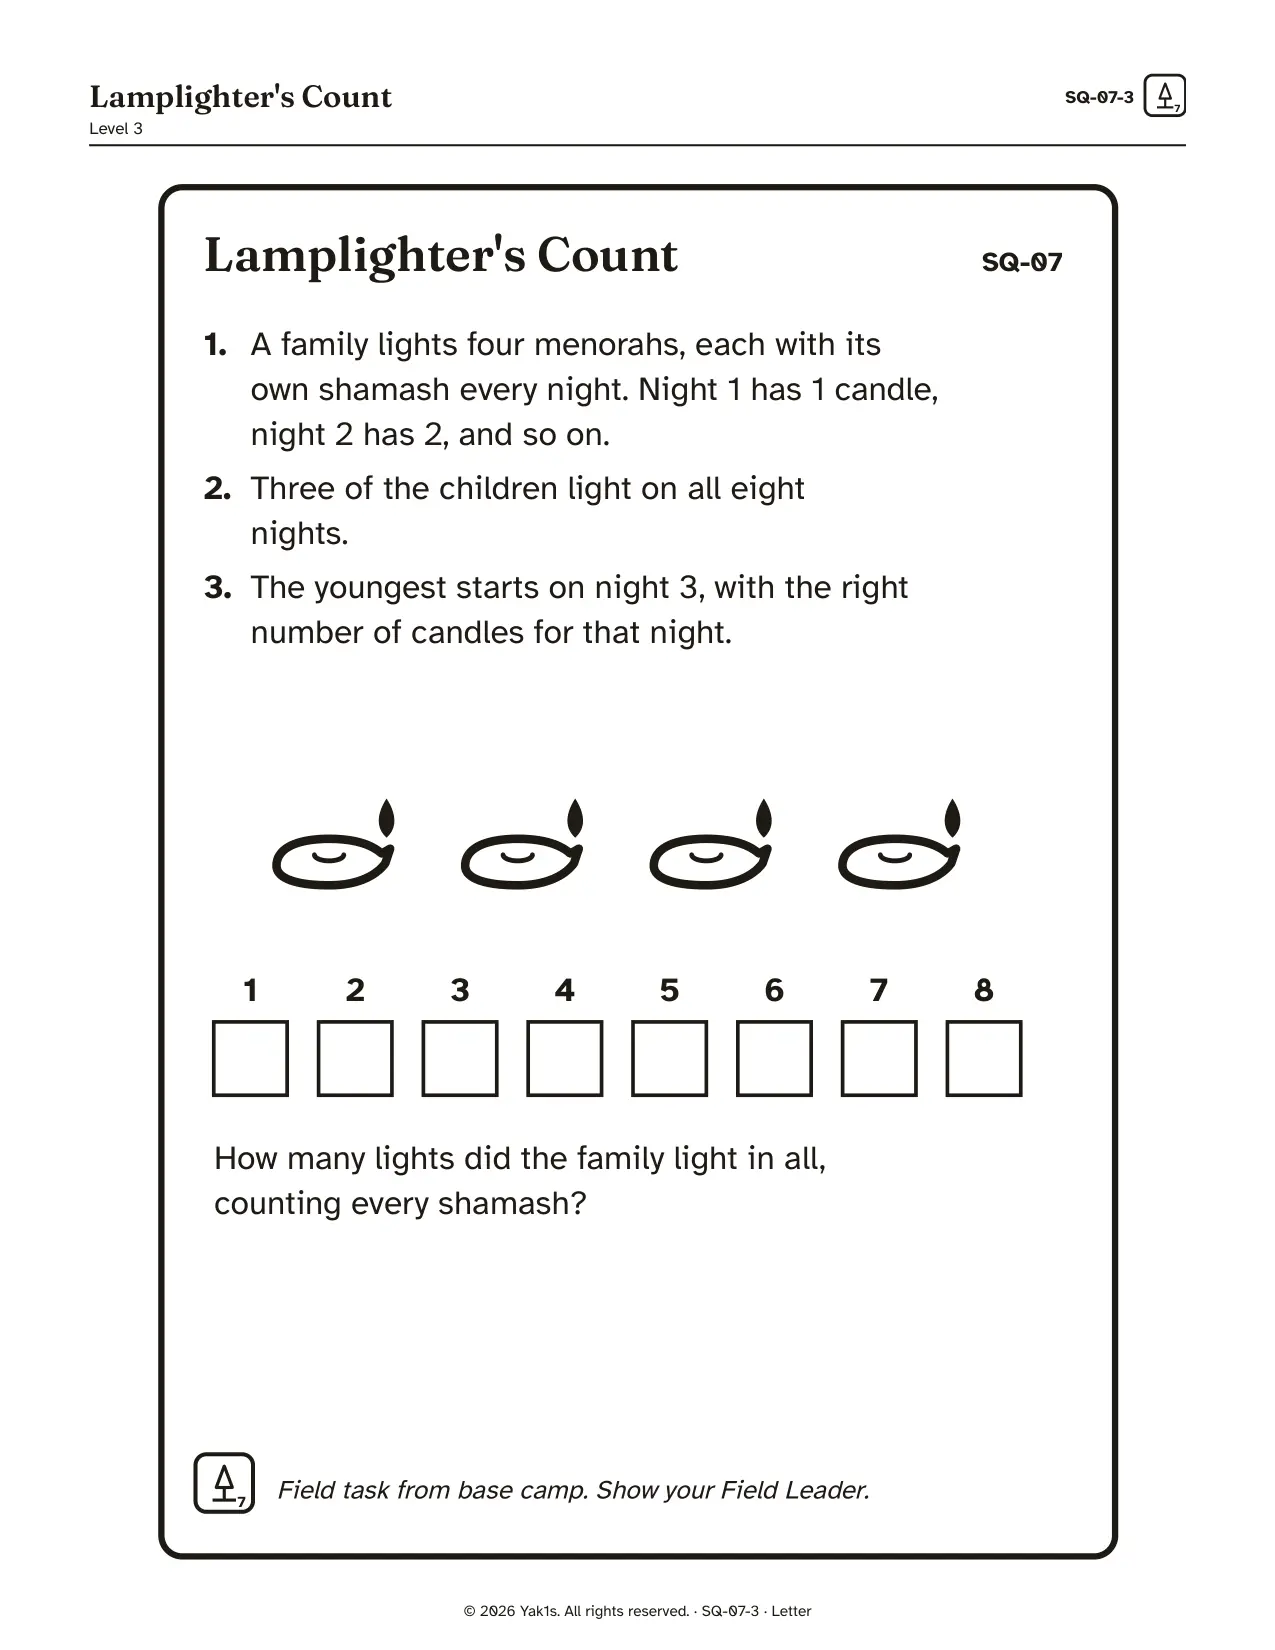 Lamplighter's Count
SQ-07-3
7
Level 3
Lamplighter's Count
SQ-07
1. A family lights four menorahs, each with its
own shamash every night. Night 1 has 1 candle,
night 2 has 2, and so on.
2. Three of the children light on all eight
nights.
3. The youngest starts on night 3, with the right
number of candles for that night.
1 2 3 4 5 6 7 8
How many lights did the family light in all,
counting every shamash?
7
Field task from base camp. Show your Field Leader.
© 2026 Yak1s. All rights reserved. · SQ-07-3 · Letter